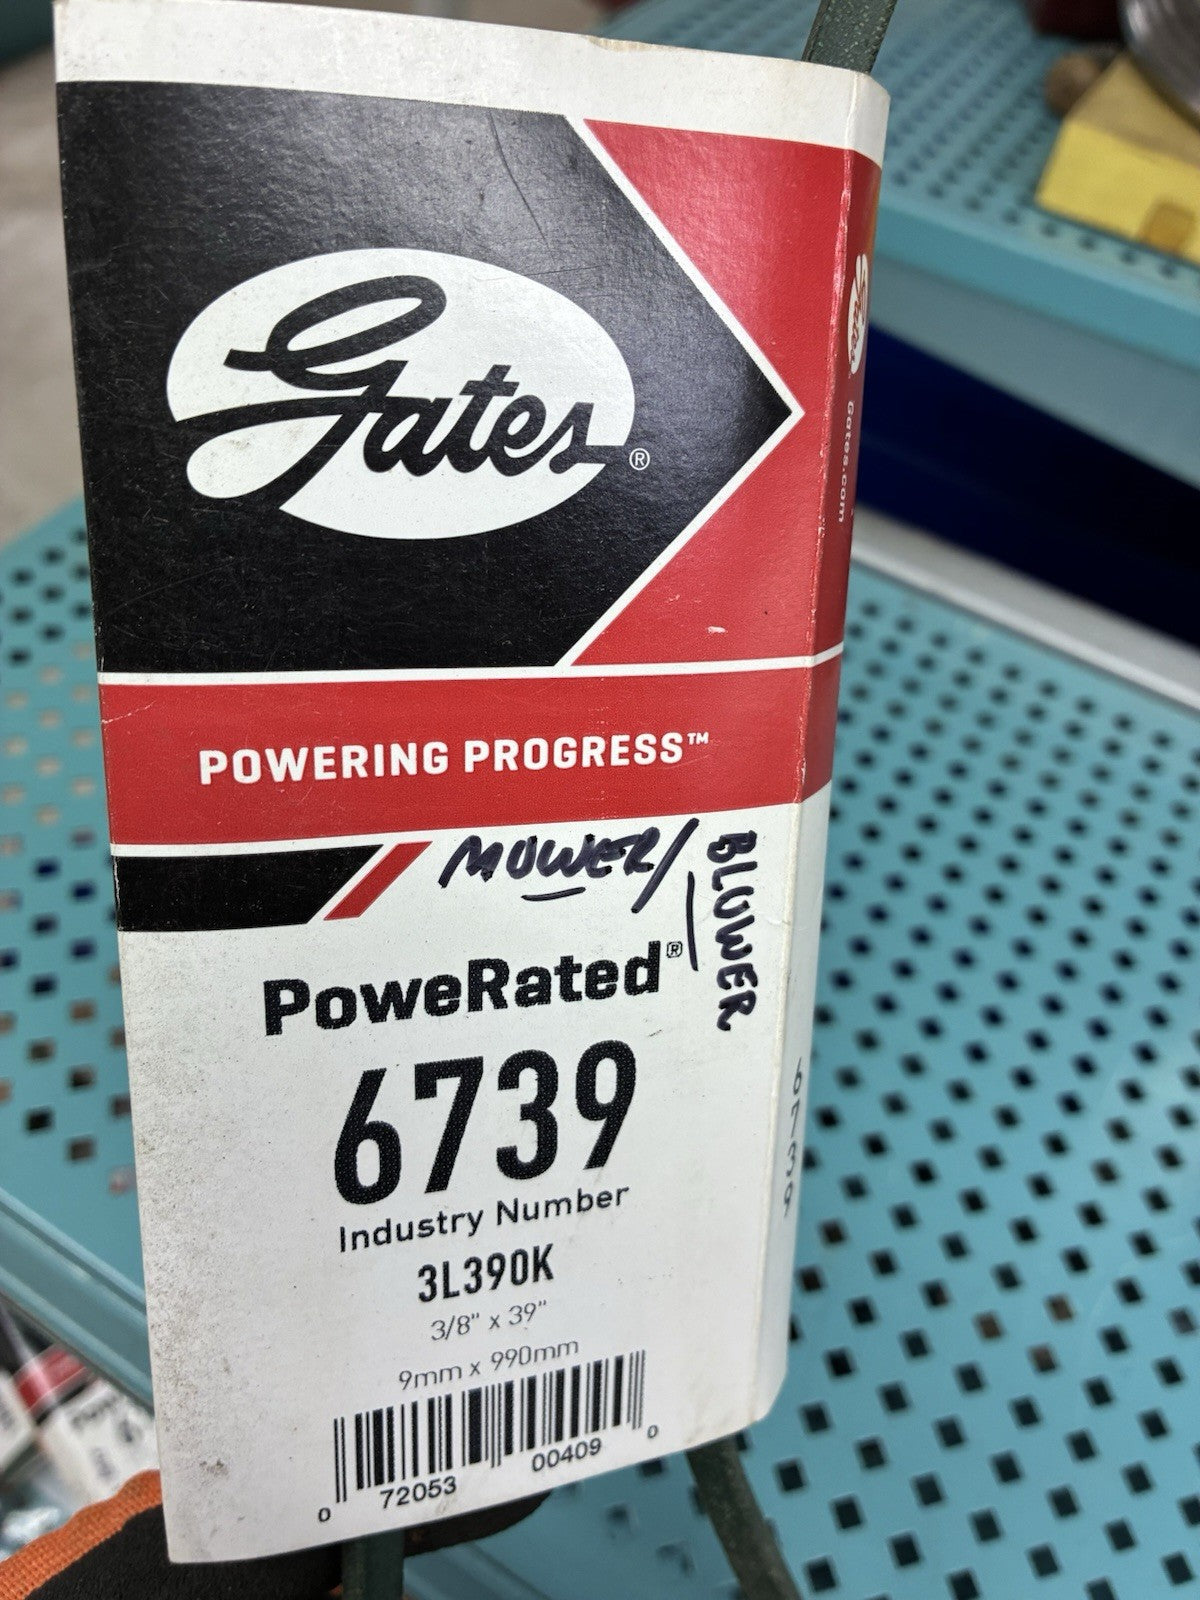 Gates®
POWERING PROGRESS™
MOWER/
BLOWER
PoweRated®
6739
Industry Number
3L390K
3/8" x 39"
9mm x 990mm
0 72053 00409 0
Gates
Gates.com
6739